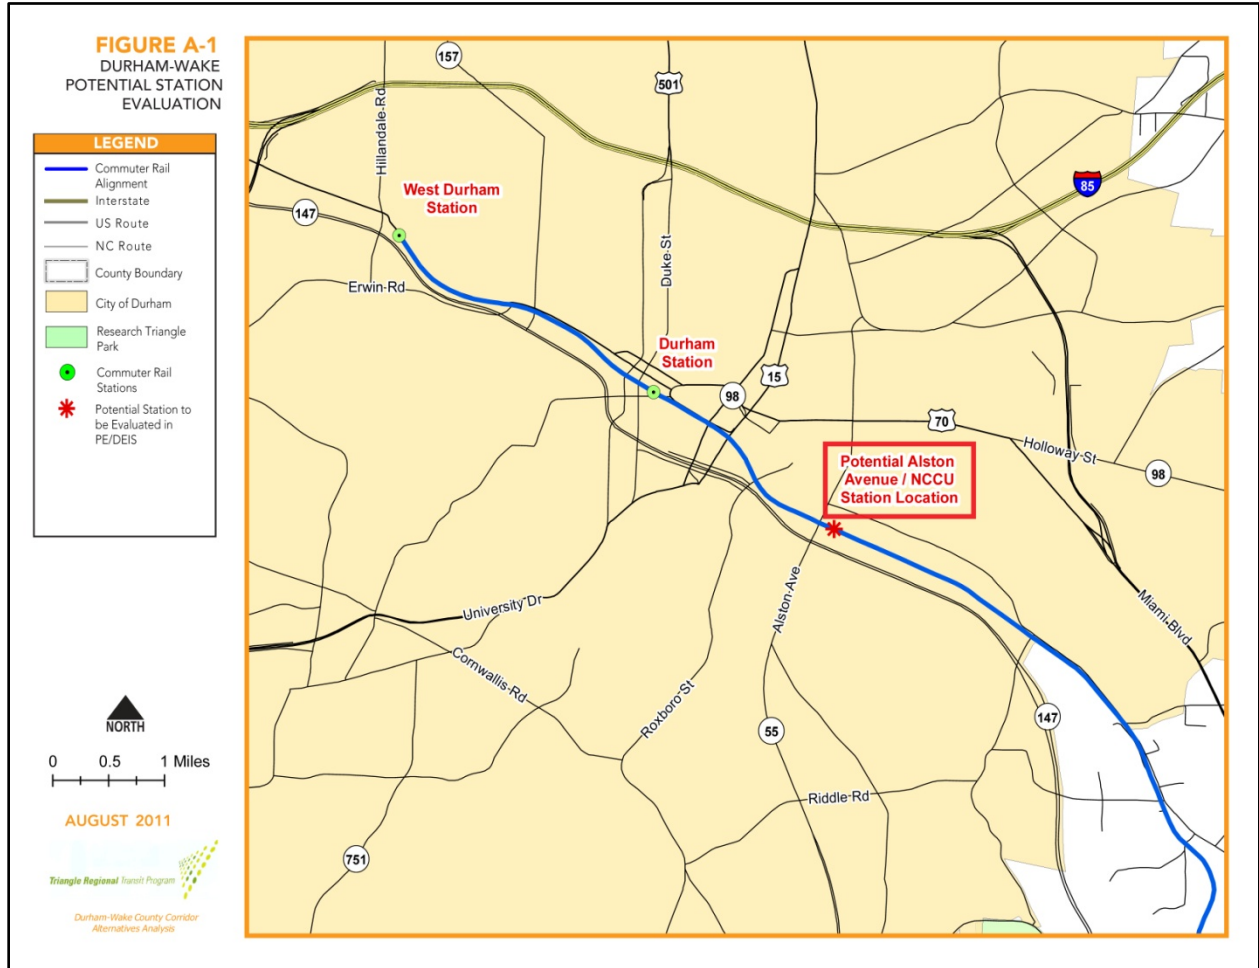 FIGURE A-1
DURHAM-WAKE
POTENTIAL STATION
EVALUATION
LEGEND
Commuter Rail
Alignment
Interstate
US Route
NC Route
County Boundary
City of Durham
Research Triangle
Park
Commuter Rail
Stations
Potential Station to
be Evaluated in
PE/DEIS
NORTH
0 0.5 1 Miles
AUGUST 2011
Triangle Regional Transit Program
Durham-Wake County Corridor
Alternatives Analysis
157
501
Hillandale Rd
85
West Durham
Station
147
Duke St
Erwin Rd
Durham
Station
15
98
70
Holloway St
98
Potential Alston
Avenue / NCCU
Station Location
University Dr
Alston Ave
Miami Blvd
Cornwallis Rd
Roxboro St
147
55
Riddle Rd
751